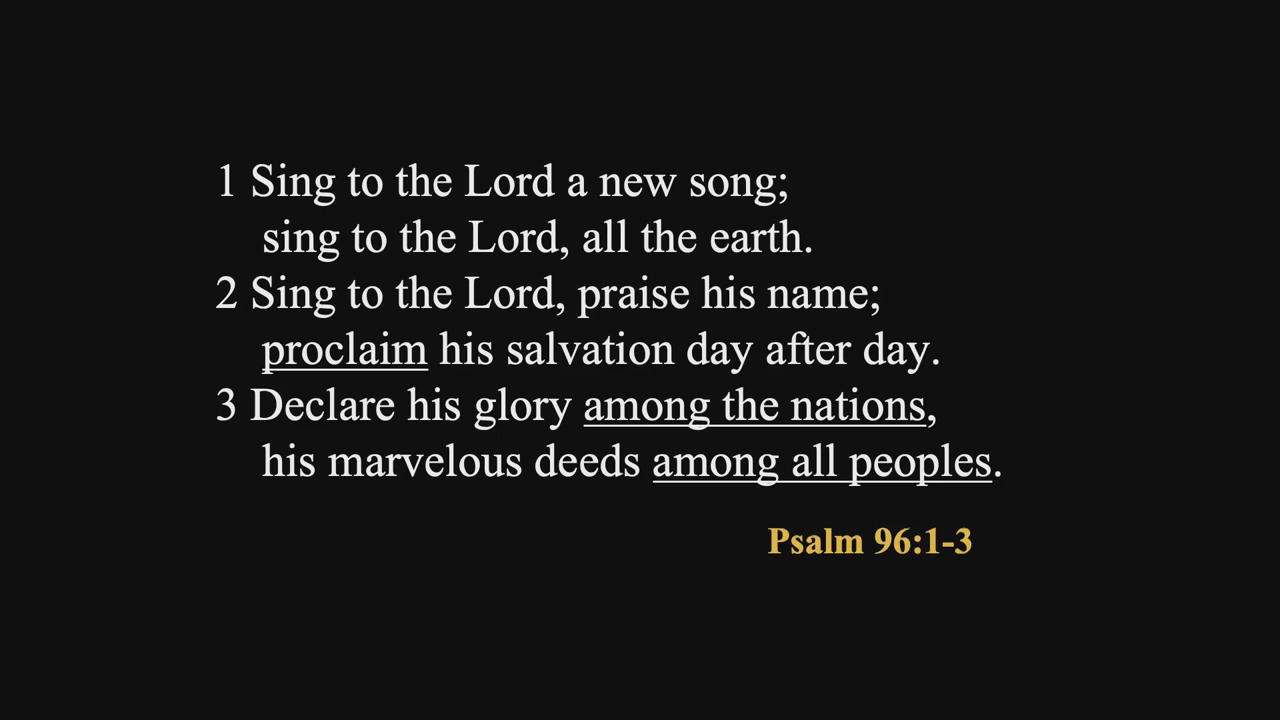 1 Sing to the Lord a new song;
sing to the Lord, all the earth.
2 Sing to the Lord, praise his name;
proclaim his salvation day after day.
3 Declare his glory among the nations,
his marvelous deeds among all peoples.
Psalm 96:1-3